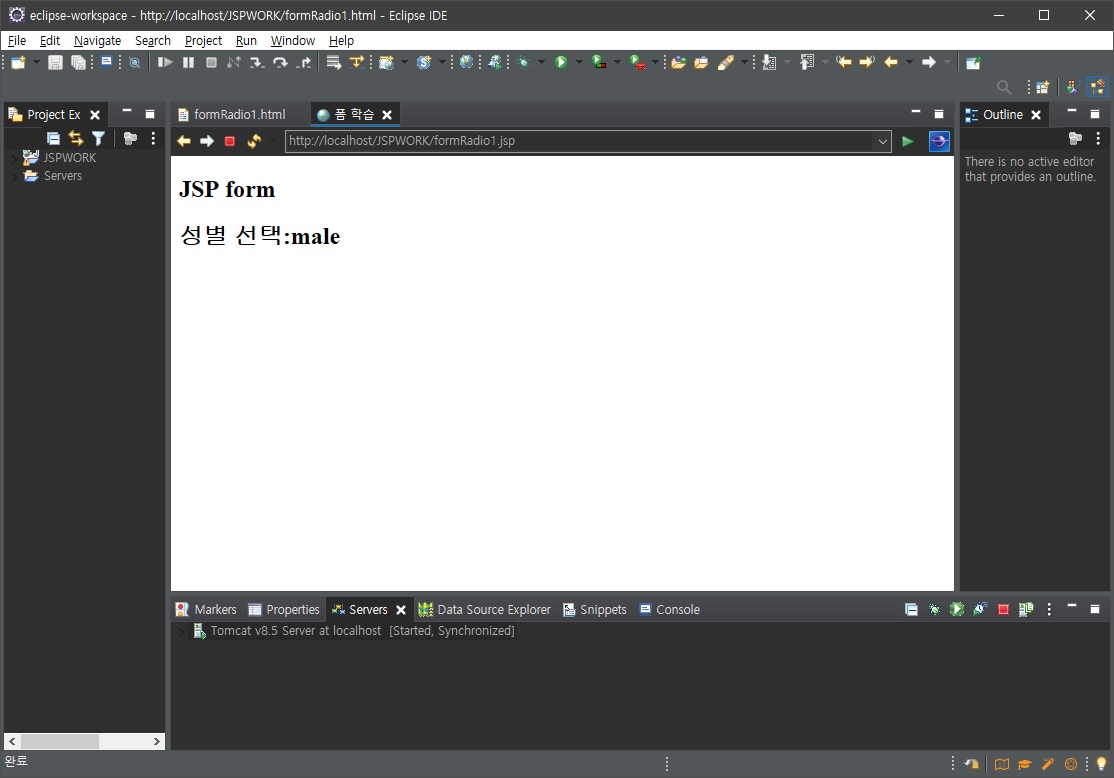 eclipse-workspace - http://localhost/JSPWORK/formRadio1.html - Eclipse IDE
File Edit Navigate Search Project Run Window Help
Project Ex
JSPWORK
Servers
formRadio1.html 폼 학습
http://localhost/JSPWORK/formRadio1.jsp
JSP form
성별 선택:male
Outline
There is no active editor
that provides an outline.
Markers Properties Servers Data Source Explorer Snippets Console
Tomcat v8.5 Server at localhost [Started, Synchronized]
완료